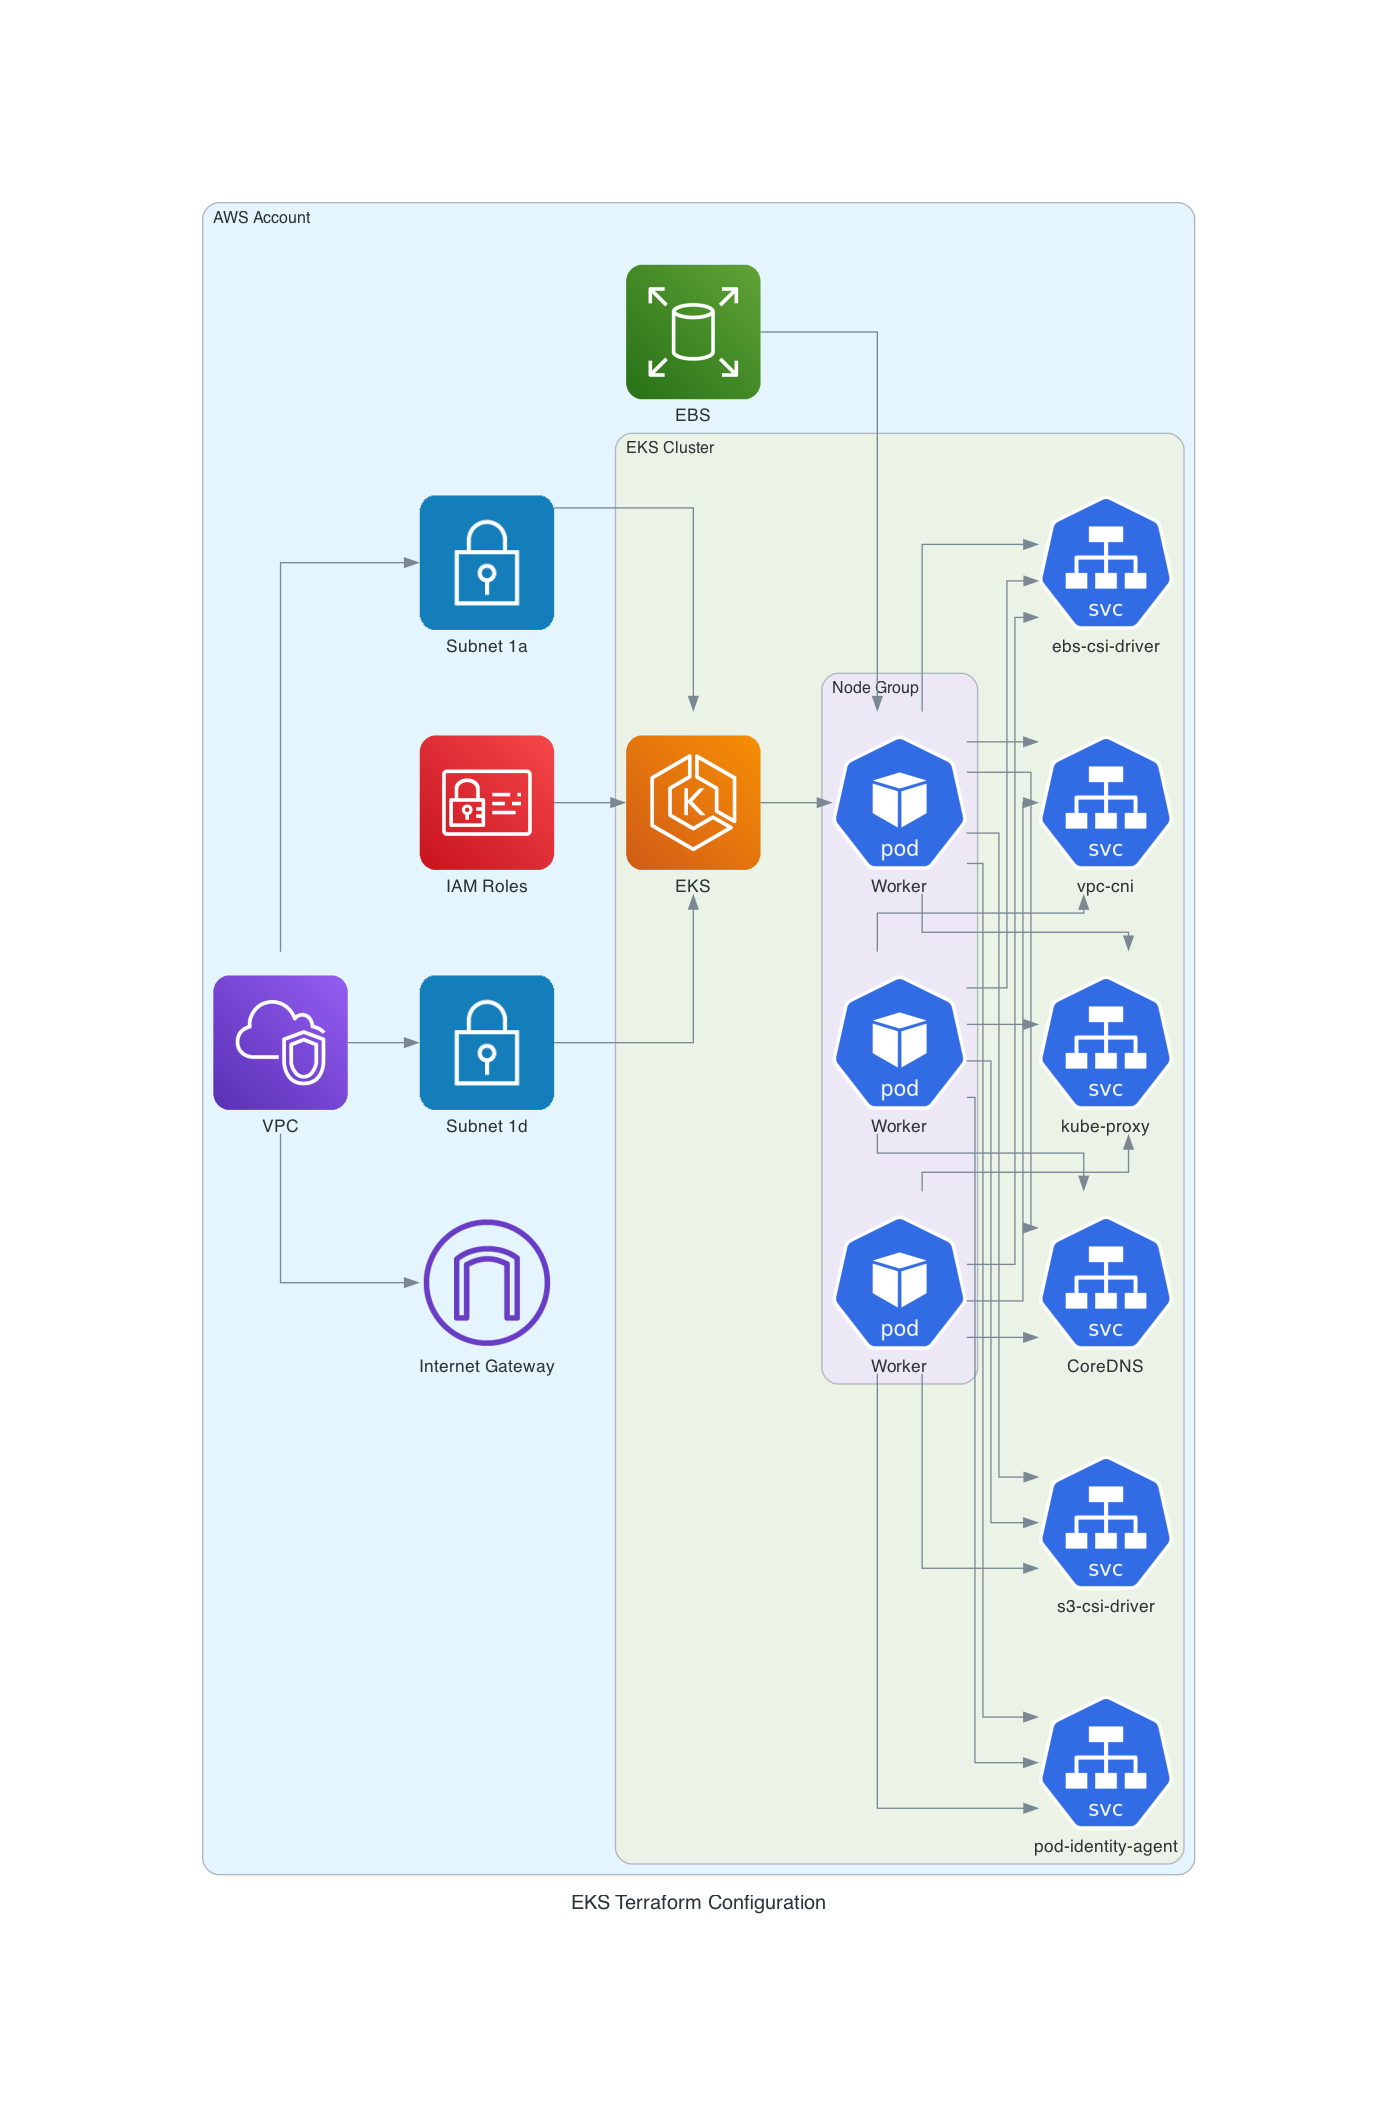 AWS Account
EBS
EKS Cluster
Subnet 1a
svc
ebs-csi-driver
Node Group
IAM Roles
K
EKS
pod
Worker
svc
vpc-cni
VPC
Subnet 1d
pod
Worker
svc
kube-proxy
Internet Gateway
pod
Worker
svc
CoreDNS
svc
s3-csi-driver
svc
pod-identity-agent
EKS Terraform Configuration